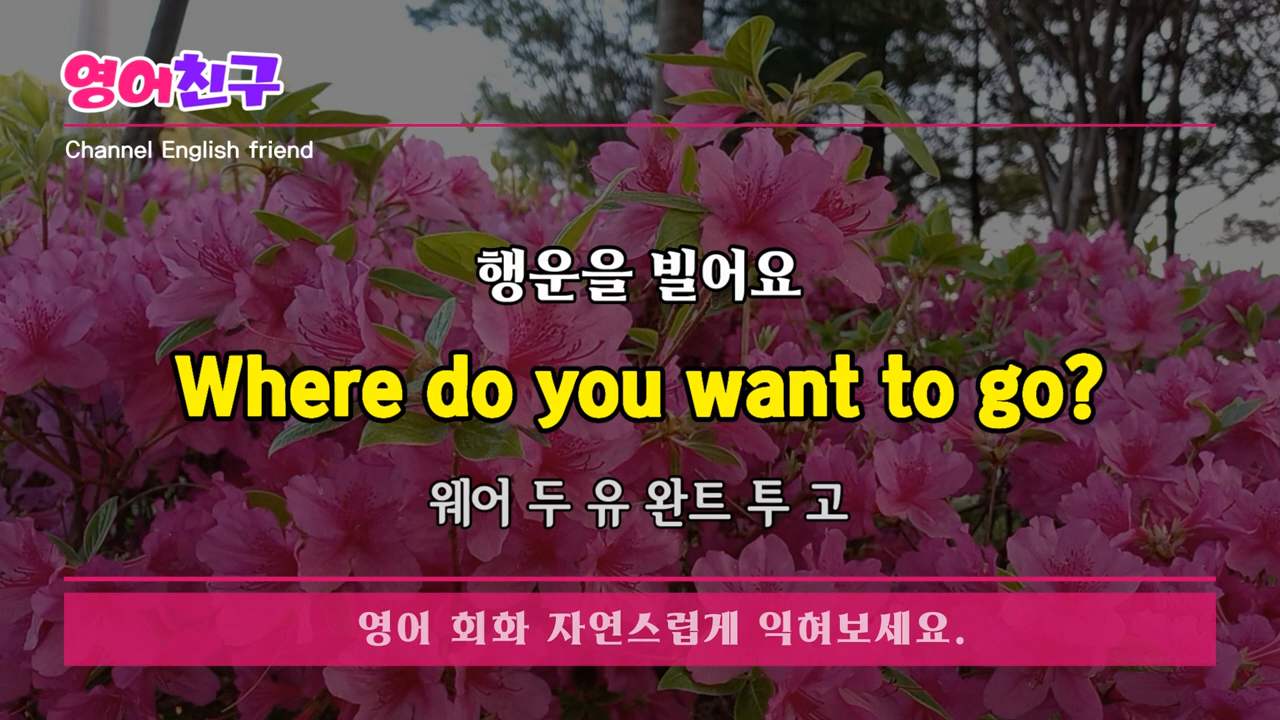 영어친구
Channel English friend
행운을 빌어요
Where do you want to go?
웨어 두 유 완트 투 고
영어 회화 자연스럽게 익혀보세요.